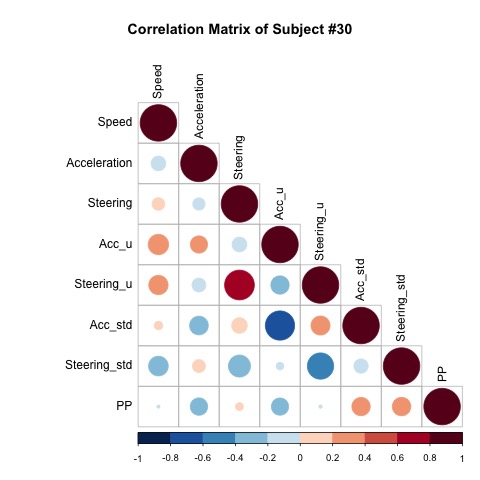 Correlation Matrix of Subject #30
Speed
Acceleration
Steering
Acc_u
Steering_u
Acc_std
Steering_std
PP
Speed
Acceleration
Steering
Acc_u
Steering_u
Acc_std
Steering_std
PP
-1 -0.8 -0.6 -0.4 -0.2 0 0.2 0.4 0.6 0.8 1